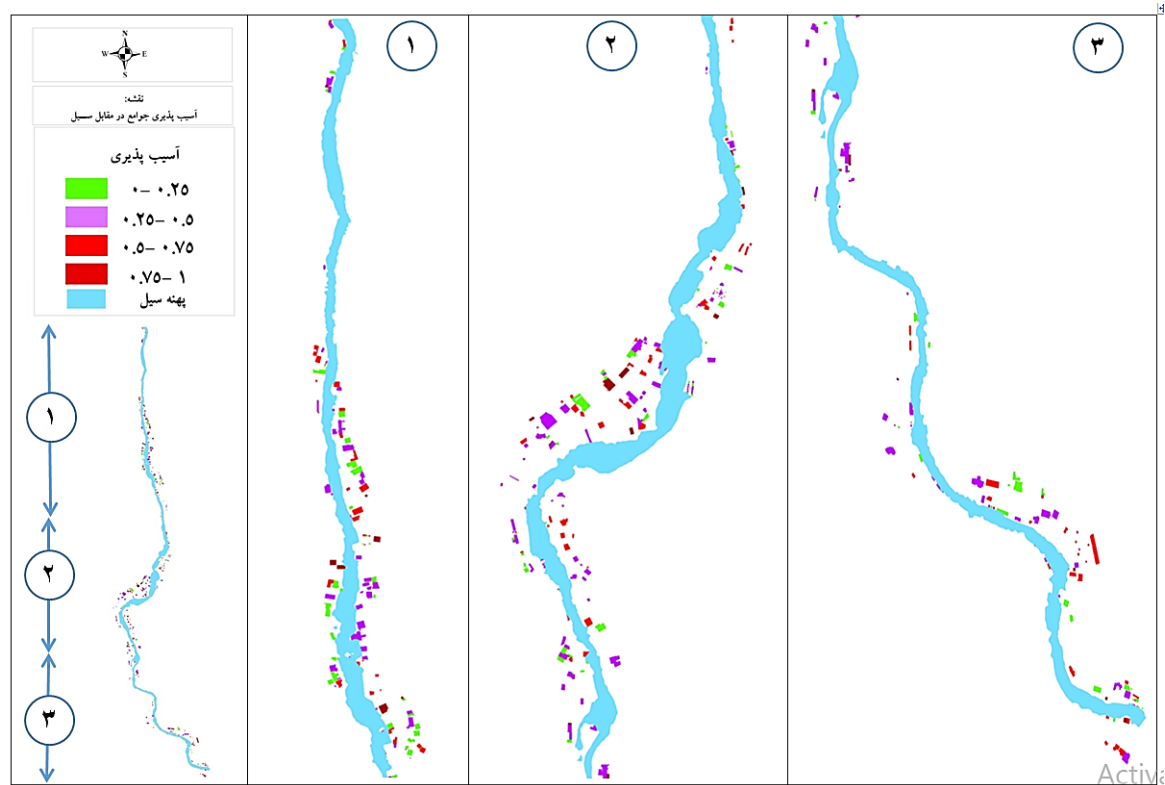 N
W E
S
نقشه:
آسیب پذیری جوامع در مقابل سـیل
آسیب پذیری
۰ – ۰.۲۵
۰.۲۵ – ۰.۵
۰.۵ – ۰.۷۵
۰.۷۵ – ۱
پهنه سیل
۱
۲
۳
۱
۲
۳
Activa